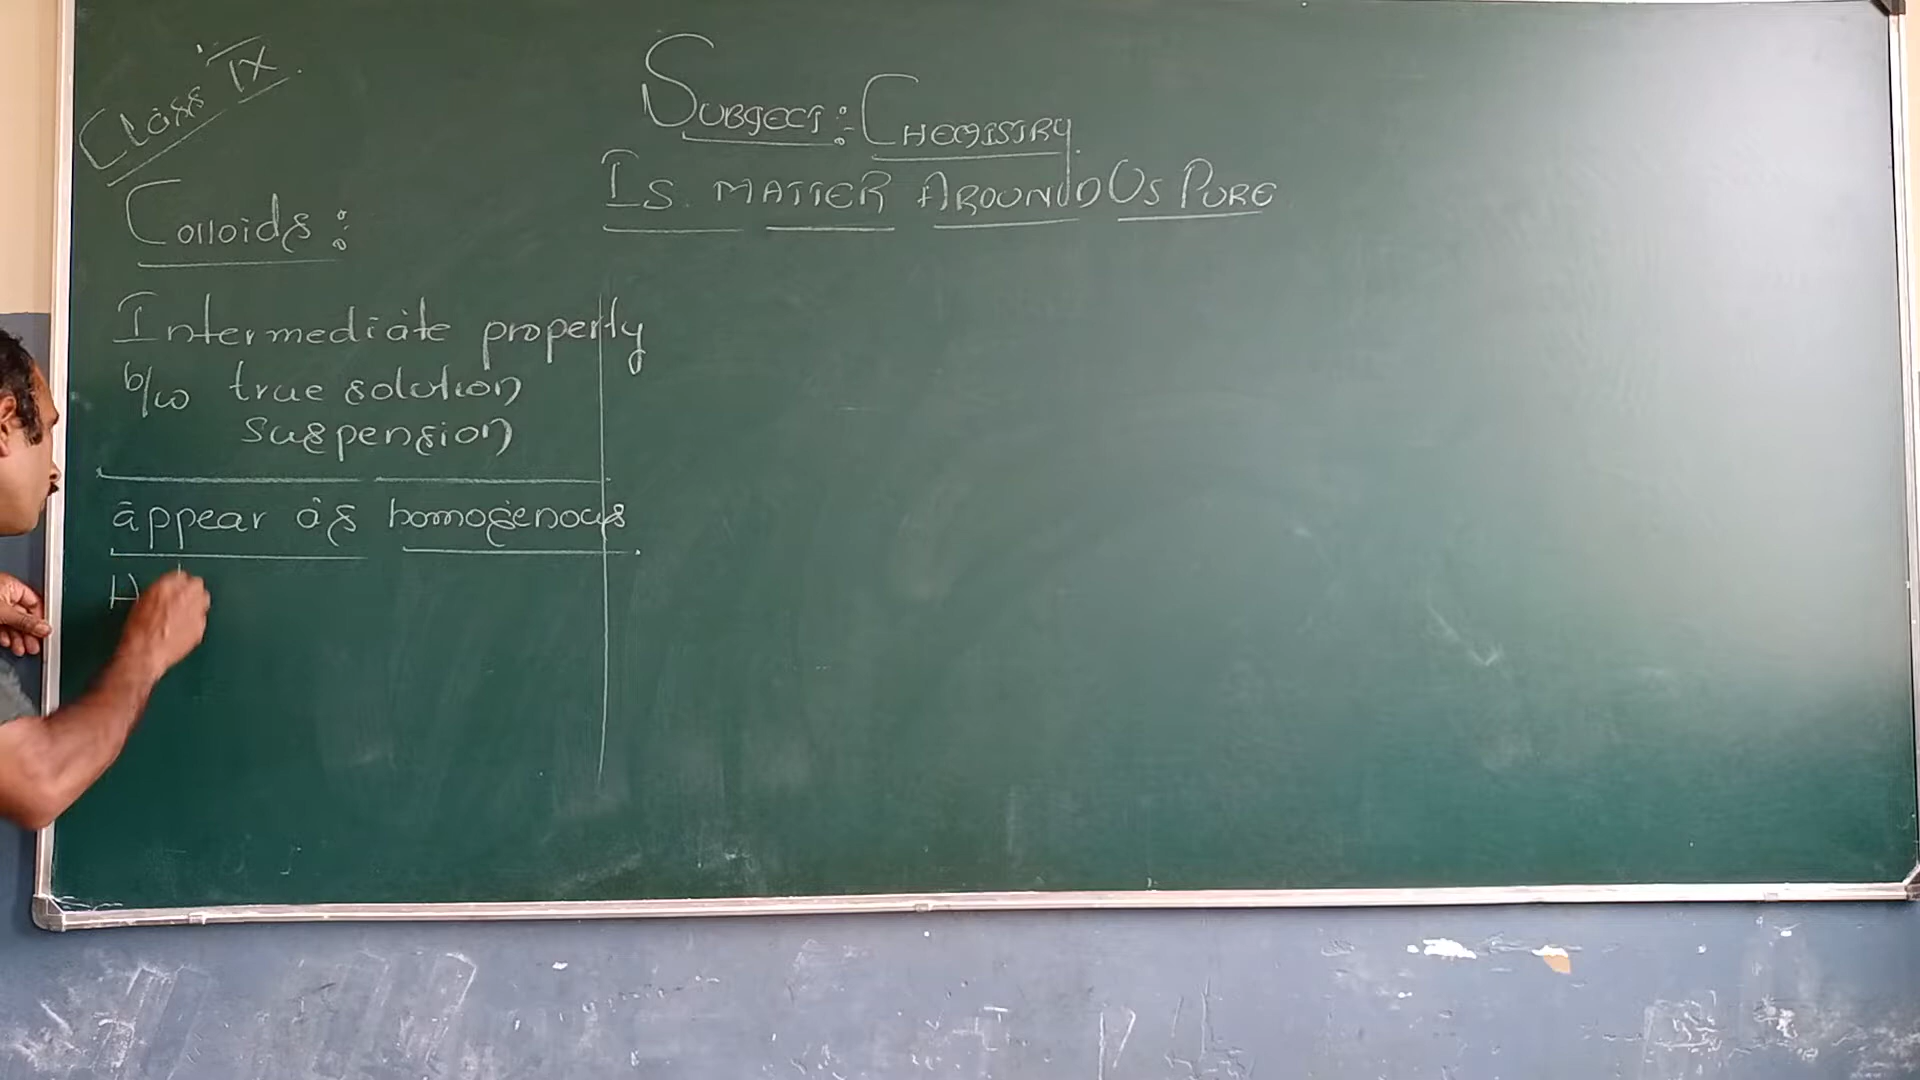 Class IX
SUBJECT: CHEMISTRY
IS MATTER AROUND US PURE
Colloids:
Intermediate property
b/w true solution
suspension
appear as homogenous
H